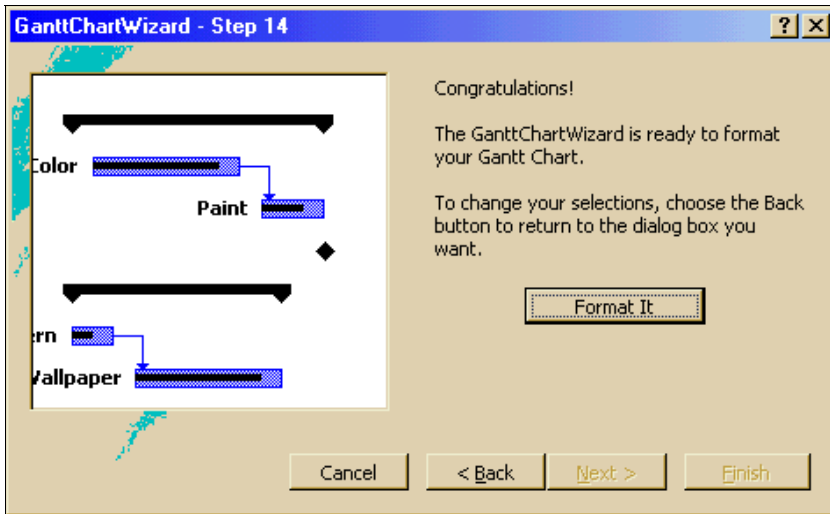 GanttChartWizard - Step 14
Congratulations!
The GanttChartWizard is ready to format
your Gantt Chart.
To change your selections, choose the Back
button to return to the dialog box you
want.
Format It
Color
Paint
ern
Wallpaper
Cancel
< Back
Next >
Finish